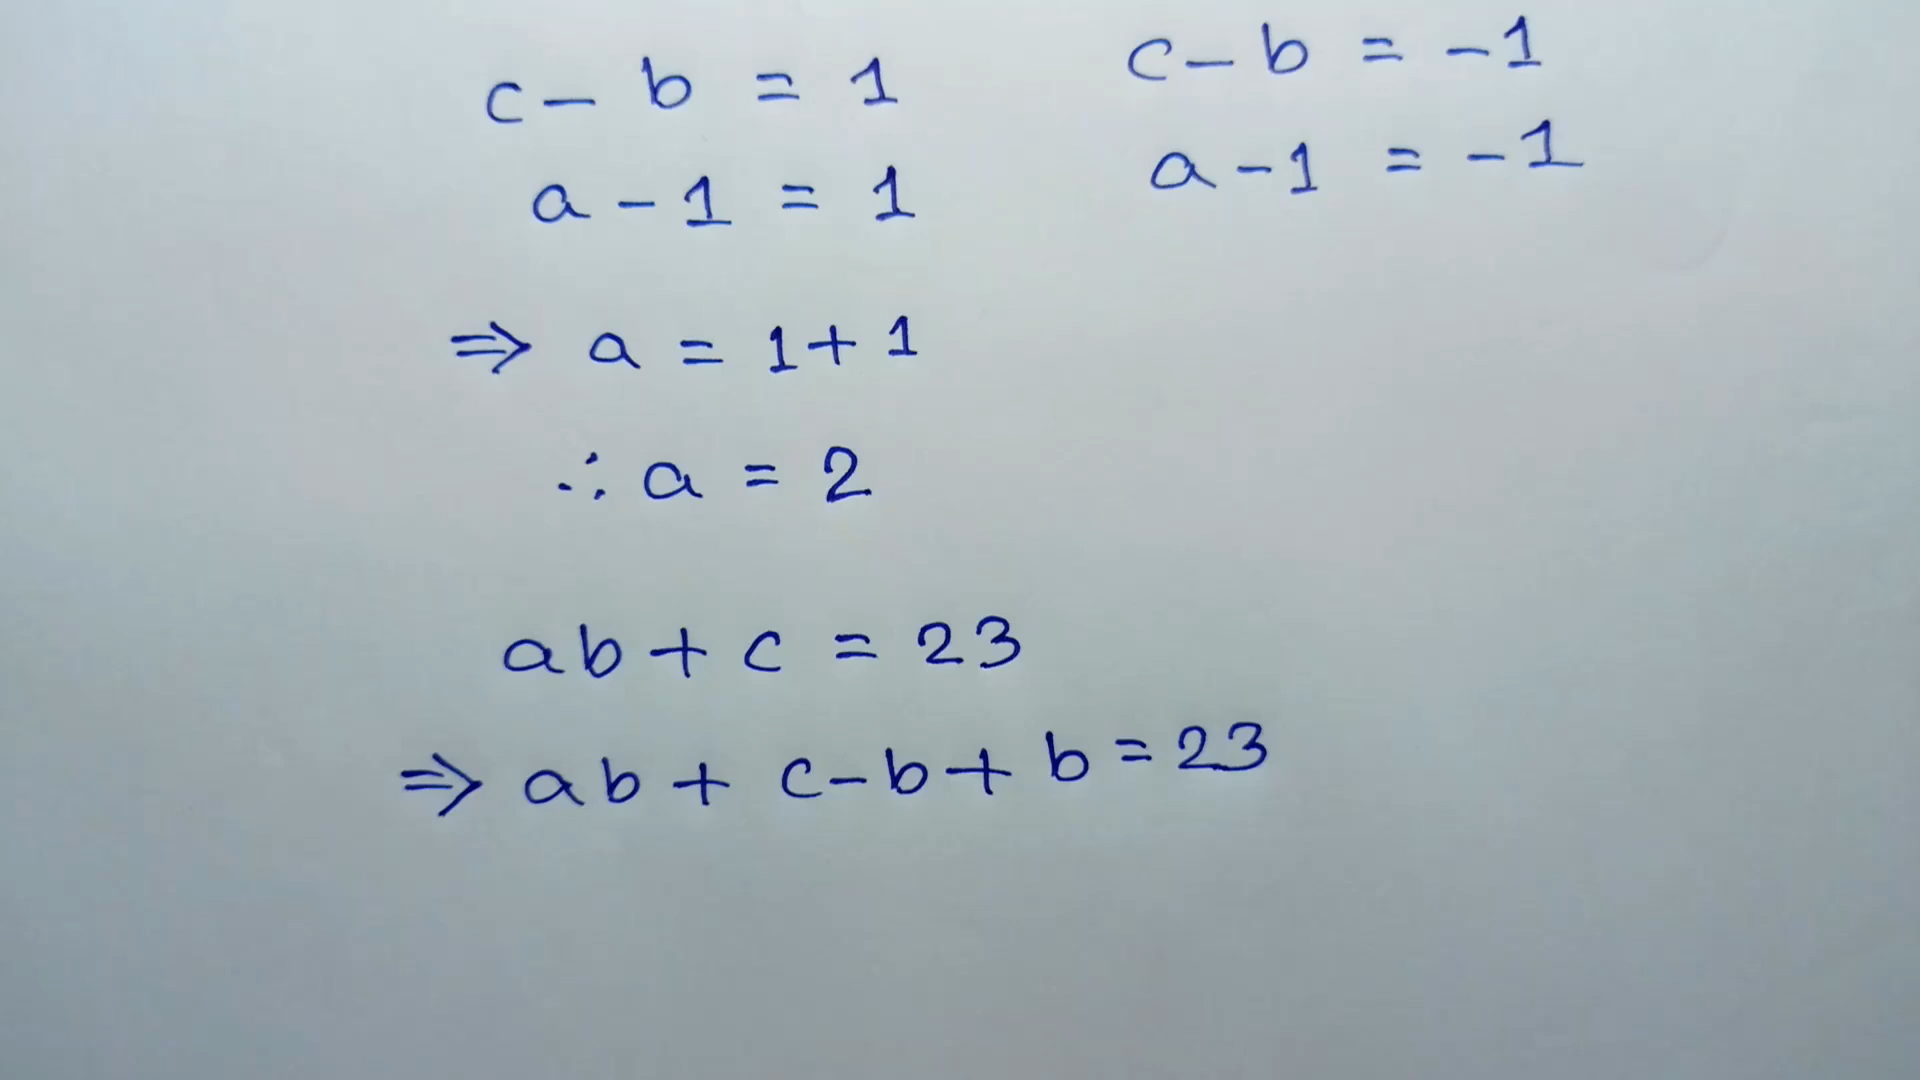 c - b = 1
a - 1 = 1
⇒ a = 1 + 1
∴ a = 2
c - b = -1
a - 1 = -1
ab + c = 23
⇒ ab + c - b + b = 23